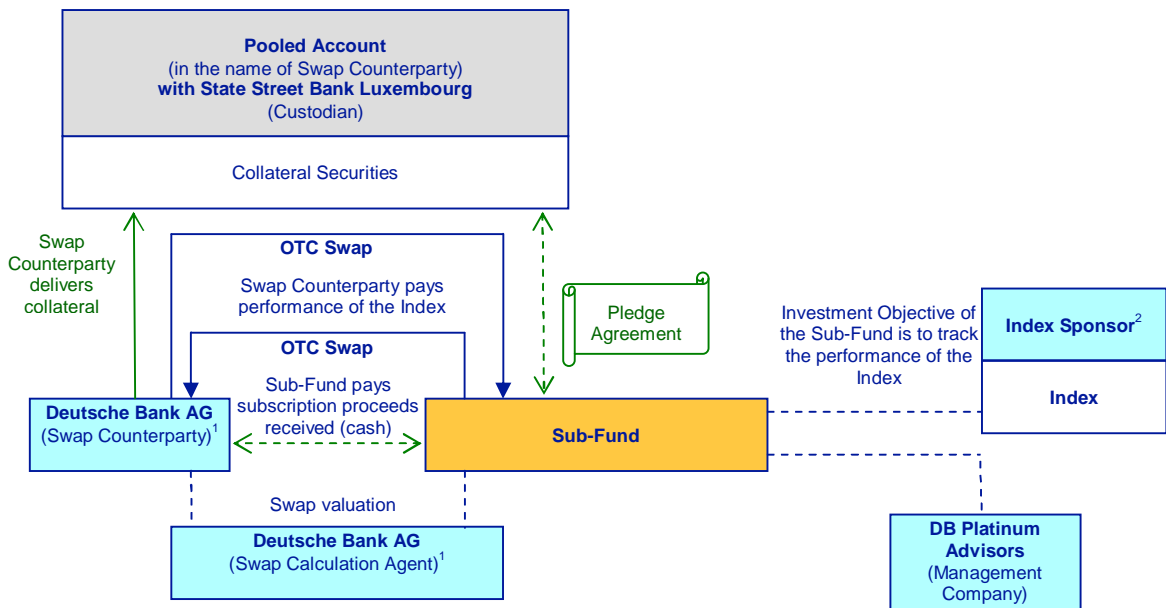 Pooled Account
(in the name of Swap Counterparty)
with State Street Bank Luxembourg
(Custodian)
Collateral Securities
Swap
Counterparty
delivers
collateral
OTC Swap
Swap Counterparty pays
performance of the Index
OTC Swap
Sub-Fund pays
subscription proceeds
received (cash)
Pledge
Agreement
Investment Objective of
the Sub-Fund is to track
the performance of the
Index
Index Sponsor²
Index
Deutsche Bank AG
(Swap Counterparty)¹
Sub-Fund
Swap valuation
Deutsche Bank AG
(Swap Calculation Agent)¹
DB Platinum
Advisors
(Management
Company)